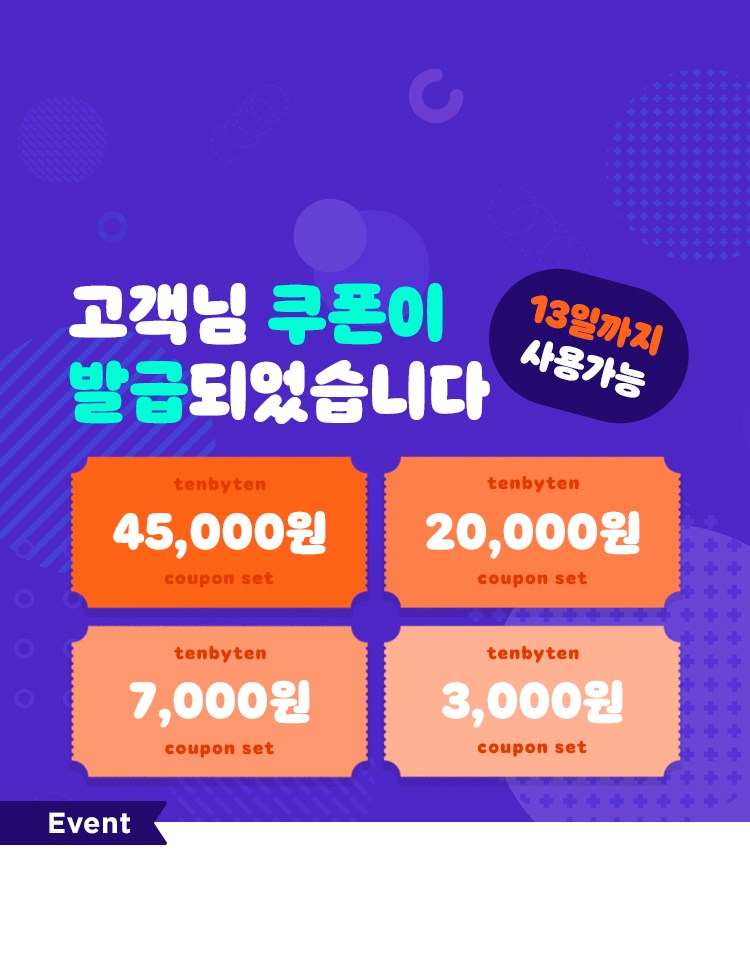 고객님 쿠폰이
발급되었습니다
13일까지
사용가능
tenbyten
45,000원
coupon set
tenbyten
20,000원
coupon set
tenbyten
7,000원
coupon set
tenbyten
3,000원
coupon set
Event